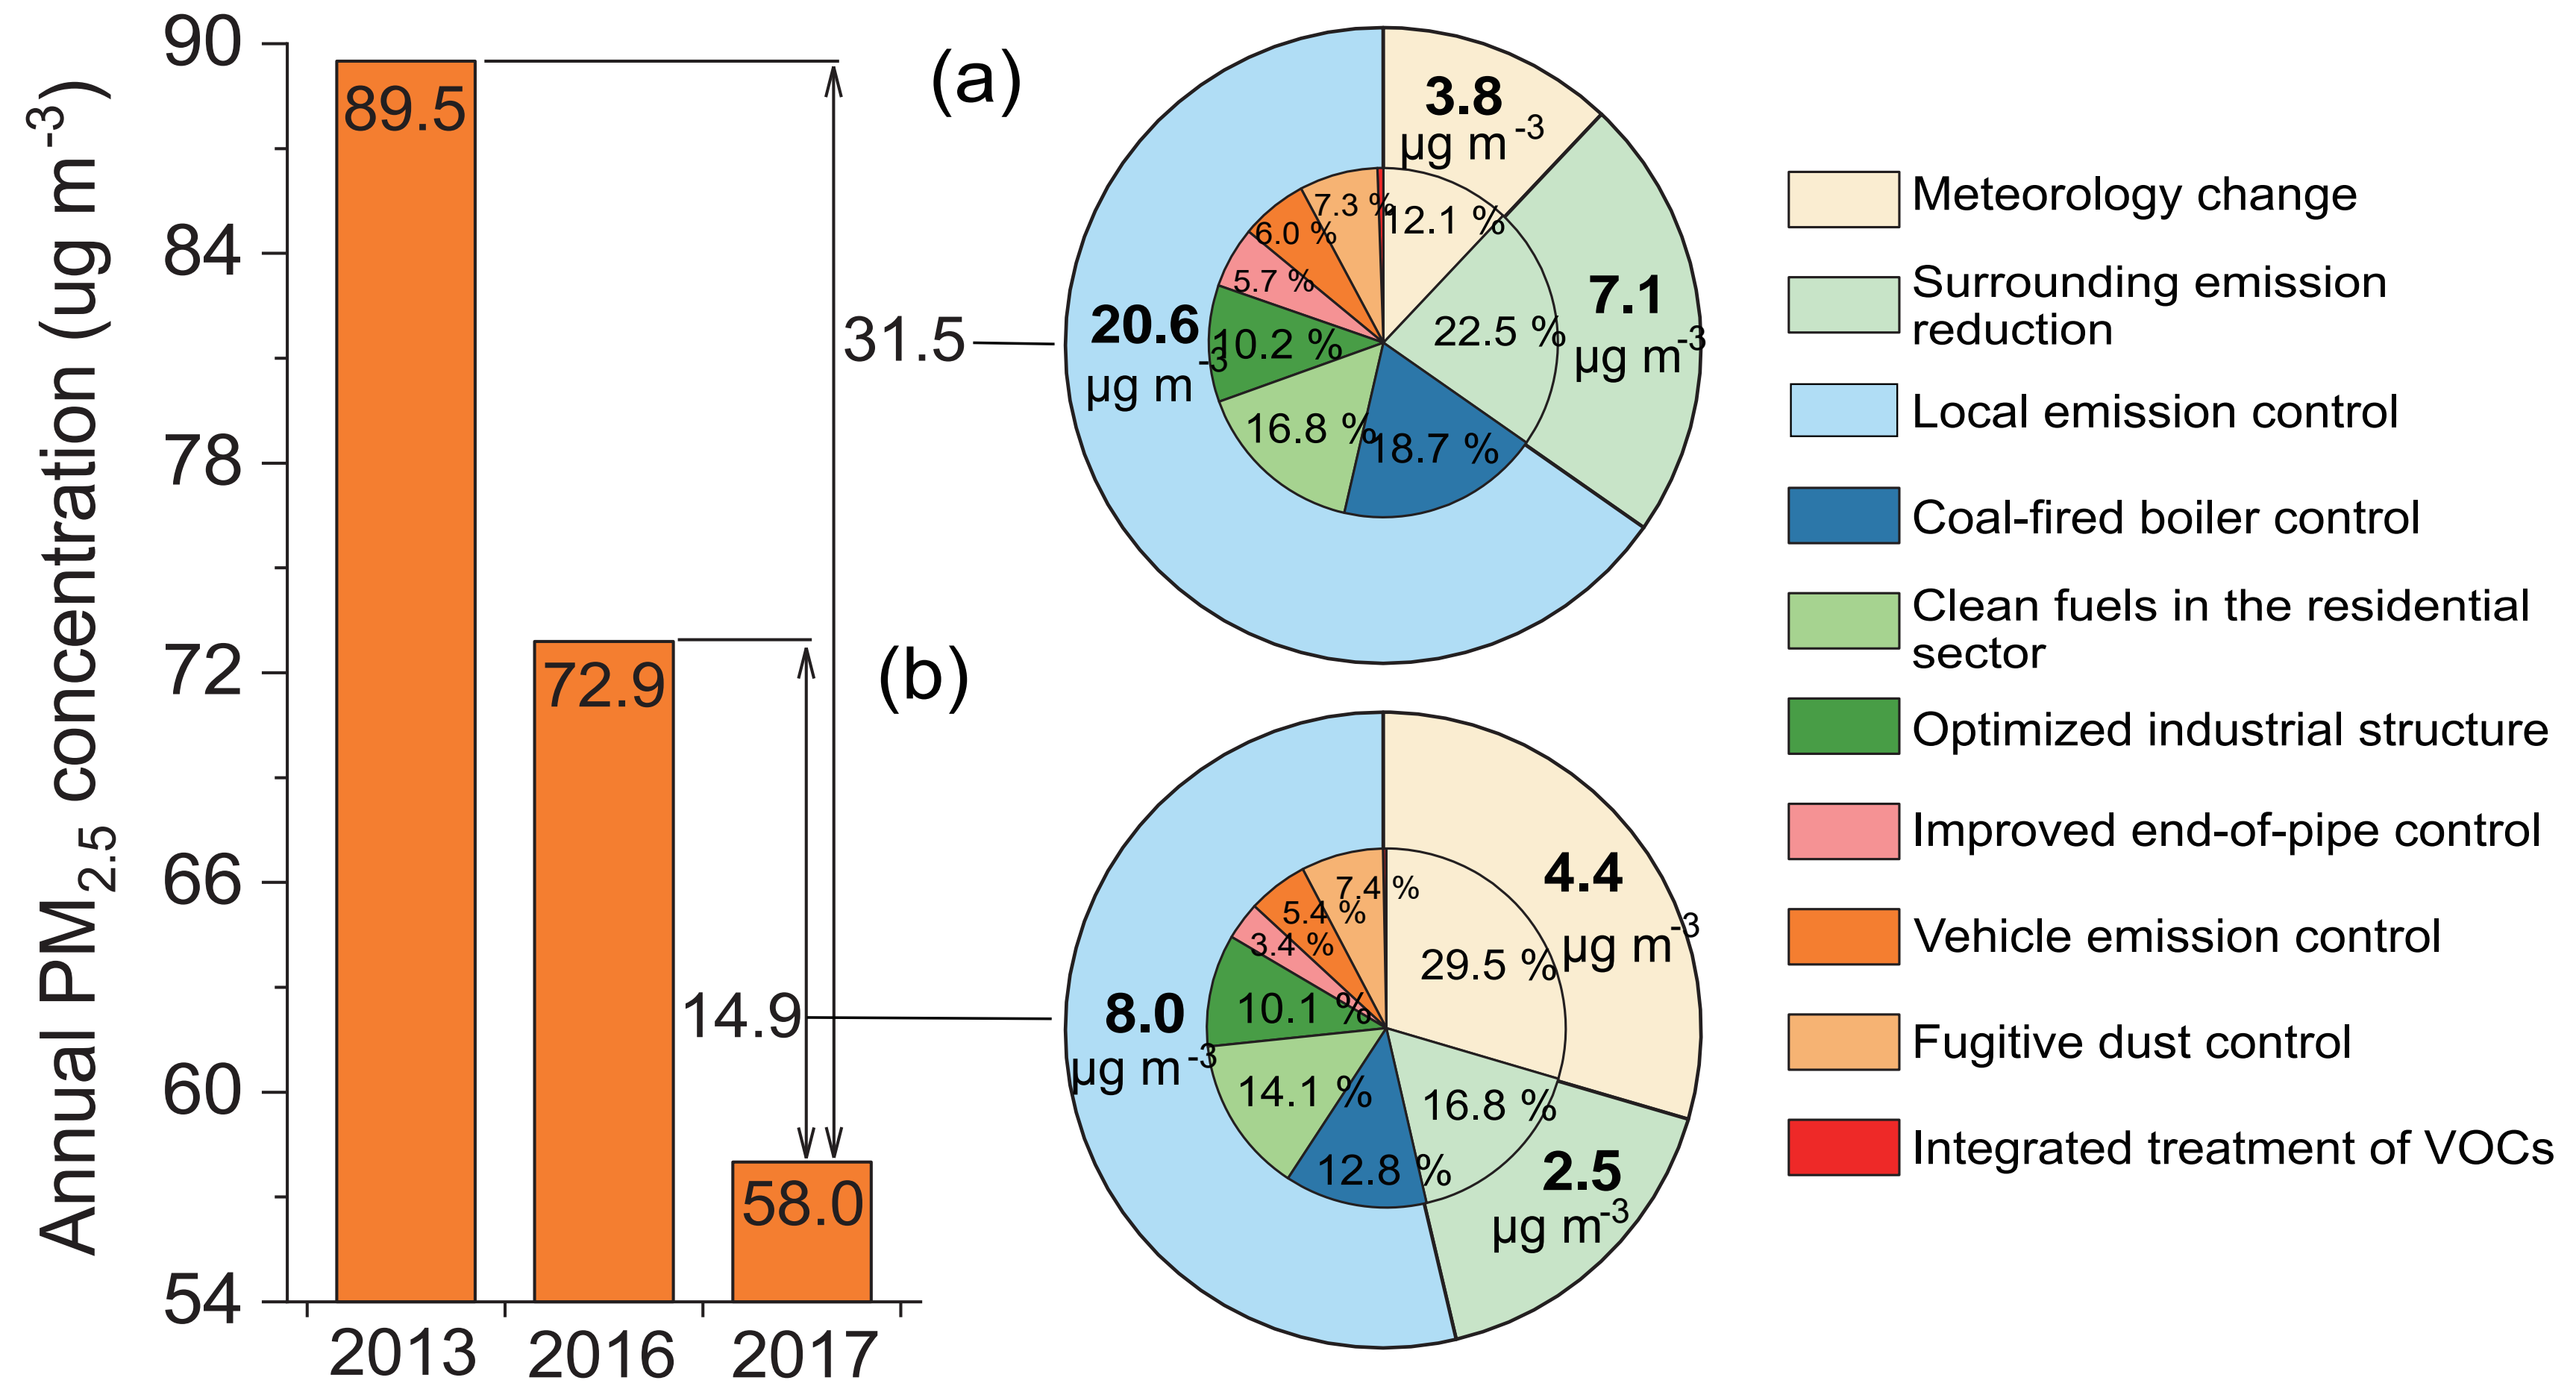 Annual PM2.5 concentration (ug m-3)
90
84
78
72
66
60
54
89.5
72.9
58.0
2013
2016
2017
31.5
14.9
(a)
3.8
µg m-3
7.1
µg m-3
20.6
µg m-3
12.1 %
22.5 %
18.7 %
16.8 %
10.2 %
5.7 %
6.0 %
7.3 %
(b)
4.4
µg m-3
2.5
µg m-3
8.0
µg m-3
29.5 %
16.8 %
12.8 %
14.1 %
10.1 %
3.4 %
5.4 %
7.4 %
Meteorology change
Surrounding emission
reduction
Local emission control
Coal-fired boiler control
Clean fuels in the residential
sector
Optimized industrial structure
Improved end-of-pipe control
Vehicle emission control
Fugitive dust control
Integrated treatment of VOCs